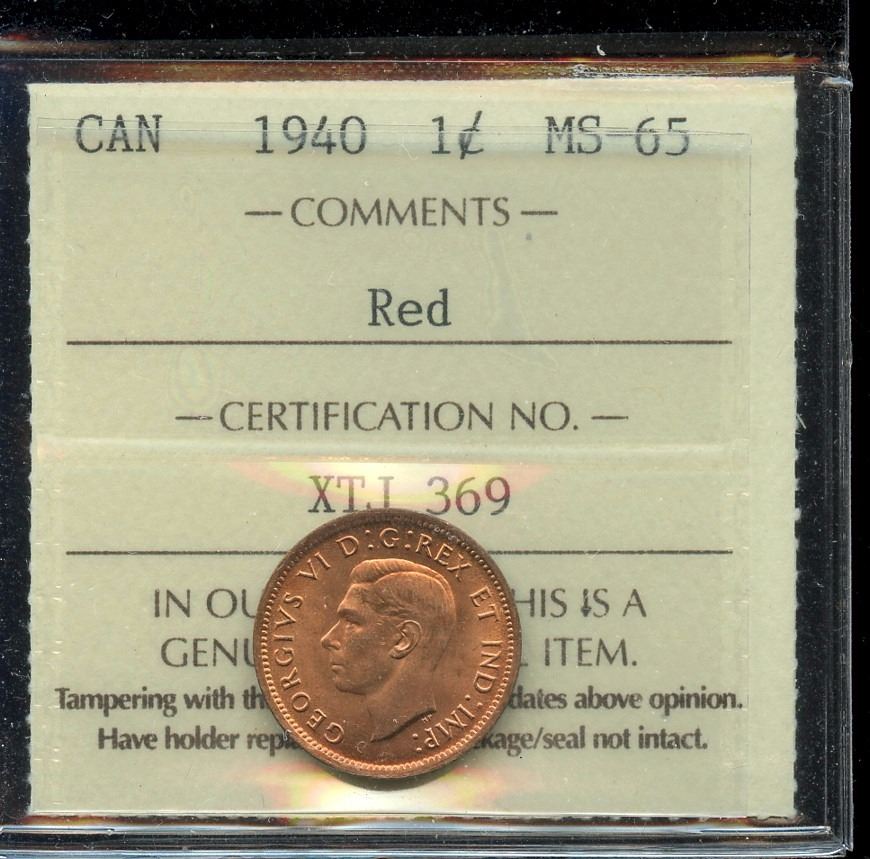 CAN 1940 1¢ MS-65
— COMMENTS —
Red
— CERTIFICATION NO. —
XTJ 369
IN OU HIS IS A
GENU ITEM.
Tampering with th dates above opinion.
Have holder repla kage/seal not intact.
GEORGIVS VI D:G:REX ET IND:IMP: